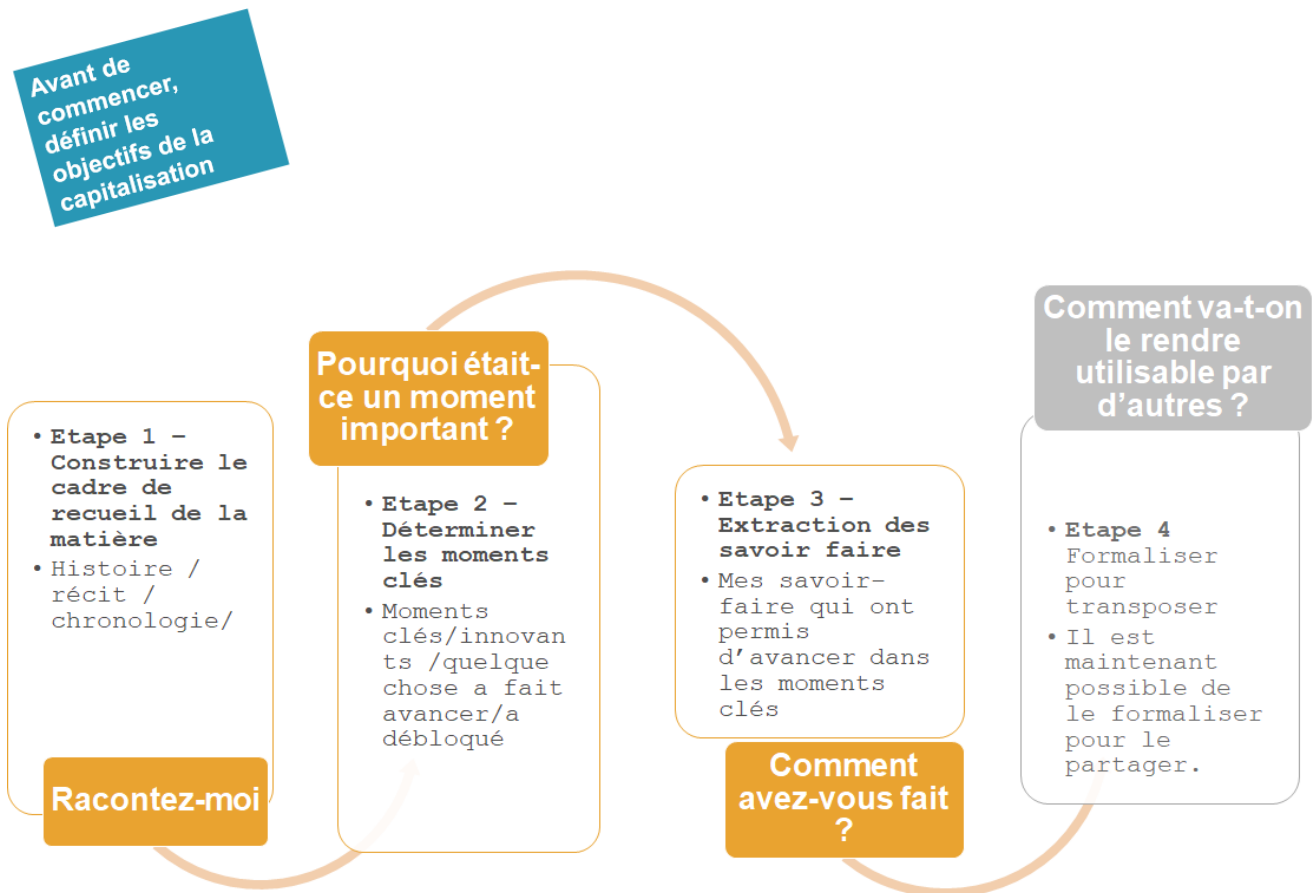 Avant de
commencer,
définir les
objectifs de la
capitalisation
• Etape 1 –
Construire le
cadre de
recueil de la
matière
• Histoire /
récit /
chronologie/
Racontez-moi
Pourquoi était-
ce un moment
important ?
• Etape 2 –
Déterminer
les moments
clés
• Moments
clés/innovan
ts /quelque
chose a fait
avancer/a
débloqué
• Etape 3 –
Extraction des
savoir faire
• Mes savoir-
faire qui ont
permis
d’avancer dans
les moments
clés
Comment
avez-vous fait
?
Comment va-t-on
le rendre
utilisable par
d’autres ?
• Etape 4
Formaliser
pour
transposer
• Il est
maintenant
possible de
le formaliser
pour le
partager.